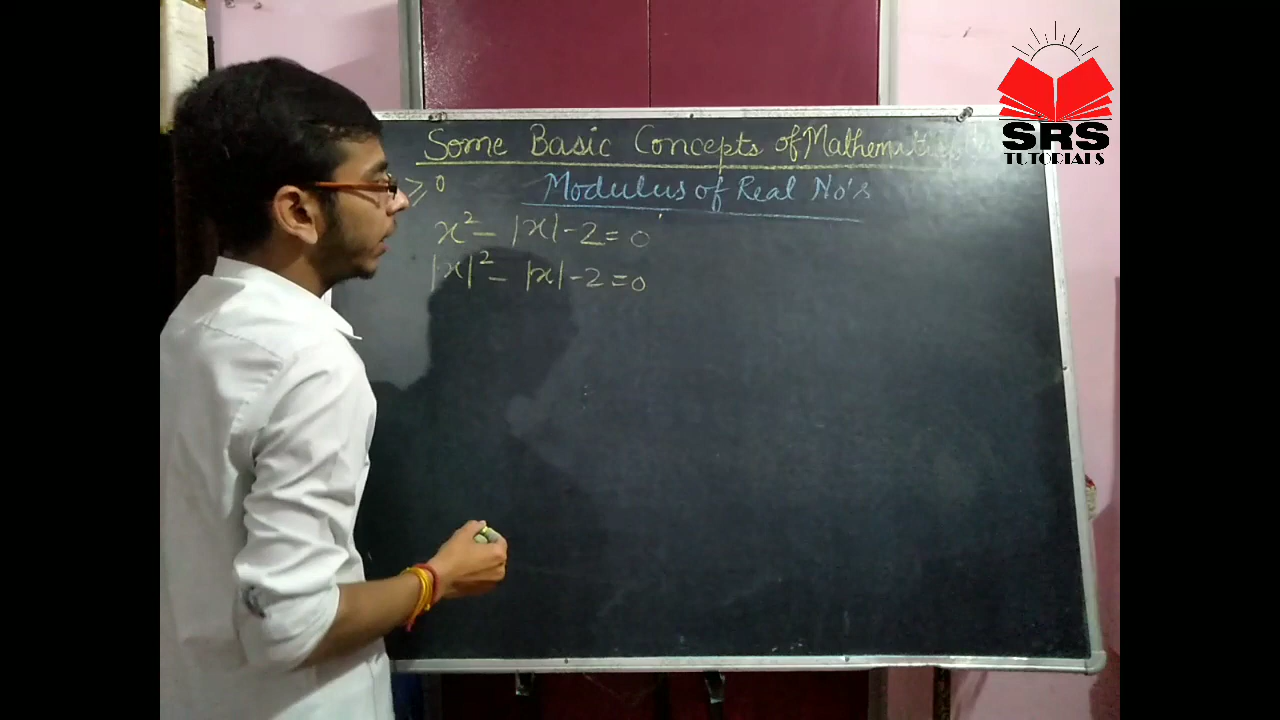 Some Basic Concepts of Mathematics
≥ 0
Modulus of Real No's
x² - |x| - 2 = 0
|x|² - |x| - 2 = 0
SRS
TUTORIALS